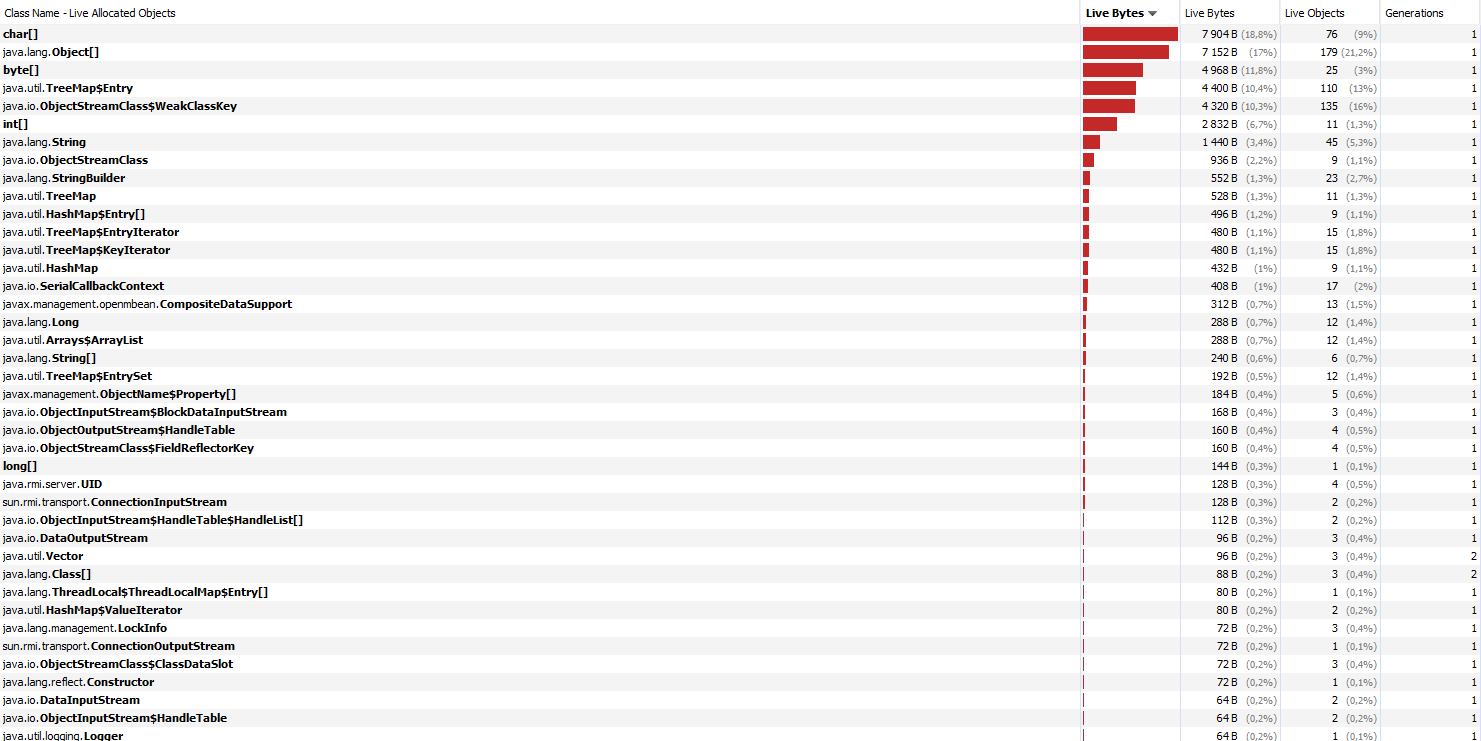 Class Name - Live Allocated Objects Live Bytes Live Bytes Live Objects Generations
char[] 7 904 B (18,8%) 76 (9%) 1
java.lang.Object[] 7 152 B (17%) 179 (21,2%) 1
byte[] 4 968 B (11,8%) 25 (3%) 1
java.util.TreeMap$Entry 4 400 B (10,4%) 110 (13%) 1
java.io.ObjectStreamClass$WeakClassKey 4 320 B (10,3%) 135 (16%) 1
int[] 2 832 B (6,7%) 11 (1,3%) 1
java.lang.String 1 440 B (3,4%) 45 (5,3%) 1
java.io.ObjectStreamClass 936 B (2,2%) 9 (1,1%) 1
java.lang.StringBuilder 552 B (1,3%) 23 (2,7%) 1
java.util.TreeMap 528 B (1,3%) 11 (1,3%) 1
java.util.HashMap$Entry[] 496 B (1,2%) 9 (1,1%) 1
java.util.TreeMap$EntryIterator 480 B (1,1%) 15 (1,8%) 1
java.util.TreeMap$KeyIterator 480 B (1,1%) 15 (1,8%) 1
java.util.HashMap 432 B (1%) 9 (1,1%) 1
java.io.SerialCallbackContext 408 B (1%) 17 (2%) 1
javax.management.openmbean.CompositeDataSupport 312 B (0,7%) 13 (1,5%) 1
java.lang.Long 288 B (0,7%) 12 (1,4%) 1
java.util.Arrays$ArrayList 288 B (0,7%) 12 (1,4%) 1
java.lang.String[] 240 B (0,6%) 6 (0,7%) 1
java.util.TreeMap$EntrySet 192 B (0,5%) 12 (1,4%) 1
javax.management.ObjectName$Property[] 184 B (0,4%) 5 (0,6%) 1
java.io.ObjectInputStream$BlockDataInputStream 168 B (0,4%) 3 (0,4%) 1
java.io.ObjectOutputStream$HandleTable 160 B (0,4%) 4 (0,5%) 1
java.io.ObjectStreamClass$FieldReflectorKey 160 B (0,4%) 4 (0,5%) 1
long[] 144 B (0,3%) 1 (0,1%) 1
java.rmi.server.UID 128 B (0,3%) 4 (0,5%) 1
sun.rmi.transport.ConnectionInputStream 128 B (0,3%) 2 (0,2%) 1
java.io.ObjectInputStream$HandleTable$HandleList[] 112 B (0,3%) 2 (0,2%) 1
java.io.DataOutputStream 96 B (0,2%) 3 (0,4%) 1
java.util.Vector 96 B (0,2%) 3 (0,4%) 2
java.lang.Class[] 88 B (0,2%) 3 (0,4%) 2
java.lang.ThreadLocal$ThreadLocalMap$Entry[] 80 B (0,2%) 1 (0,1%) 1
java.util.HashMap$ValueIterator 80 B (0,2%) 2 (0,2%) 1
java.lang.management.LockInfo 72 B (0,2%) 3 (0,4%) 1
sun.rmi.transport.ConnectionOutputStream 72 B (0,2%) 1 (0,1%) 1
java.io.ObjectStreamClass$ClassDataSlot 72 B (0,2%) 3 (0,4%) 1
java.lang.reflect.Constructor 72 B (0,2%) 1 (0,1%) 1
java.io.DataInputStream 64 B (0,2%) 2 (0,2%) 1
java.io.ObjectInputStream$HandleTable 64 B (0,2%) 2 (0,2%) 1
java.util.logging.Logger 64 B (0,2%) 1 (0,1%) 1